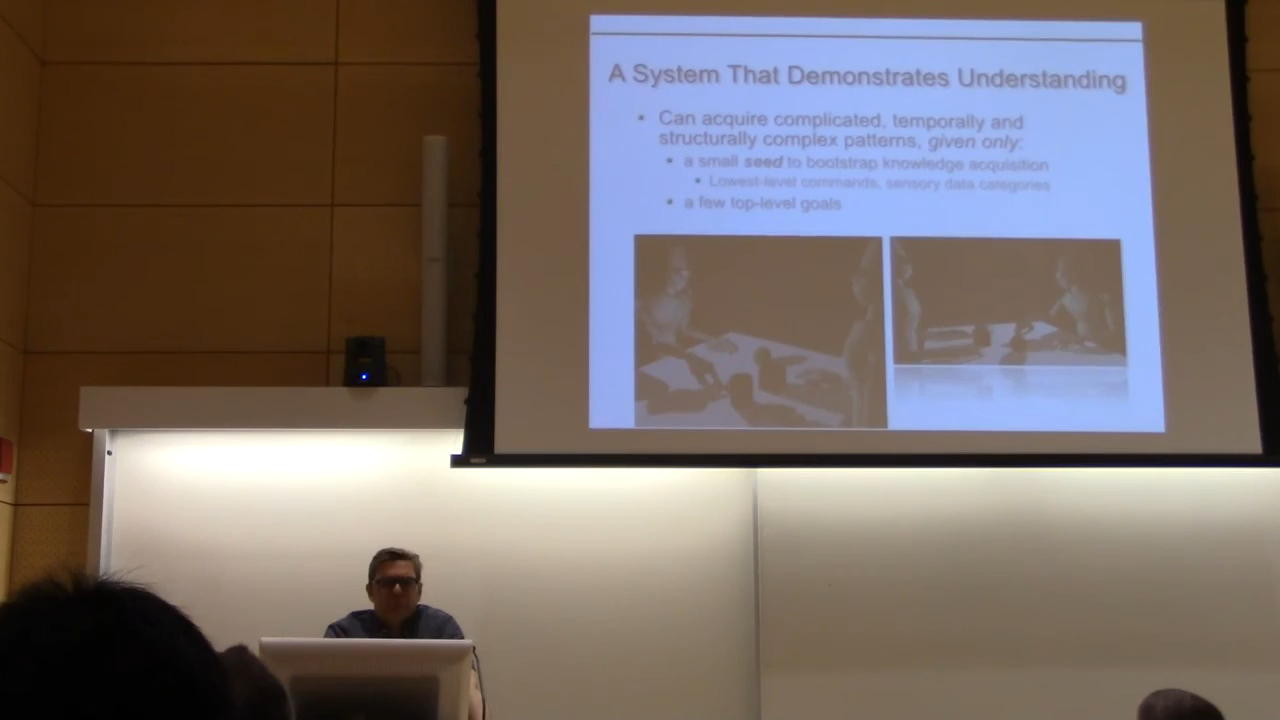 A System That Demonstrates Understanding
• Can acquire complicated, temporally and
structurally complex patterns, given only:
• a small seed to bootstrap knowledge acquisition
• Lowest-level commands, sensory data categories
• a few top-level goals